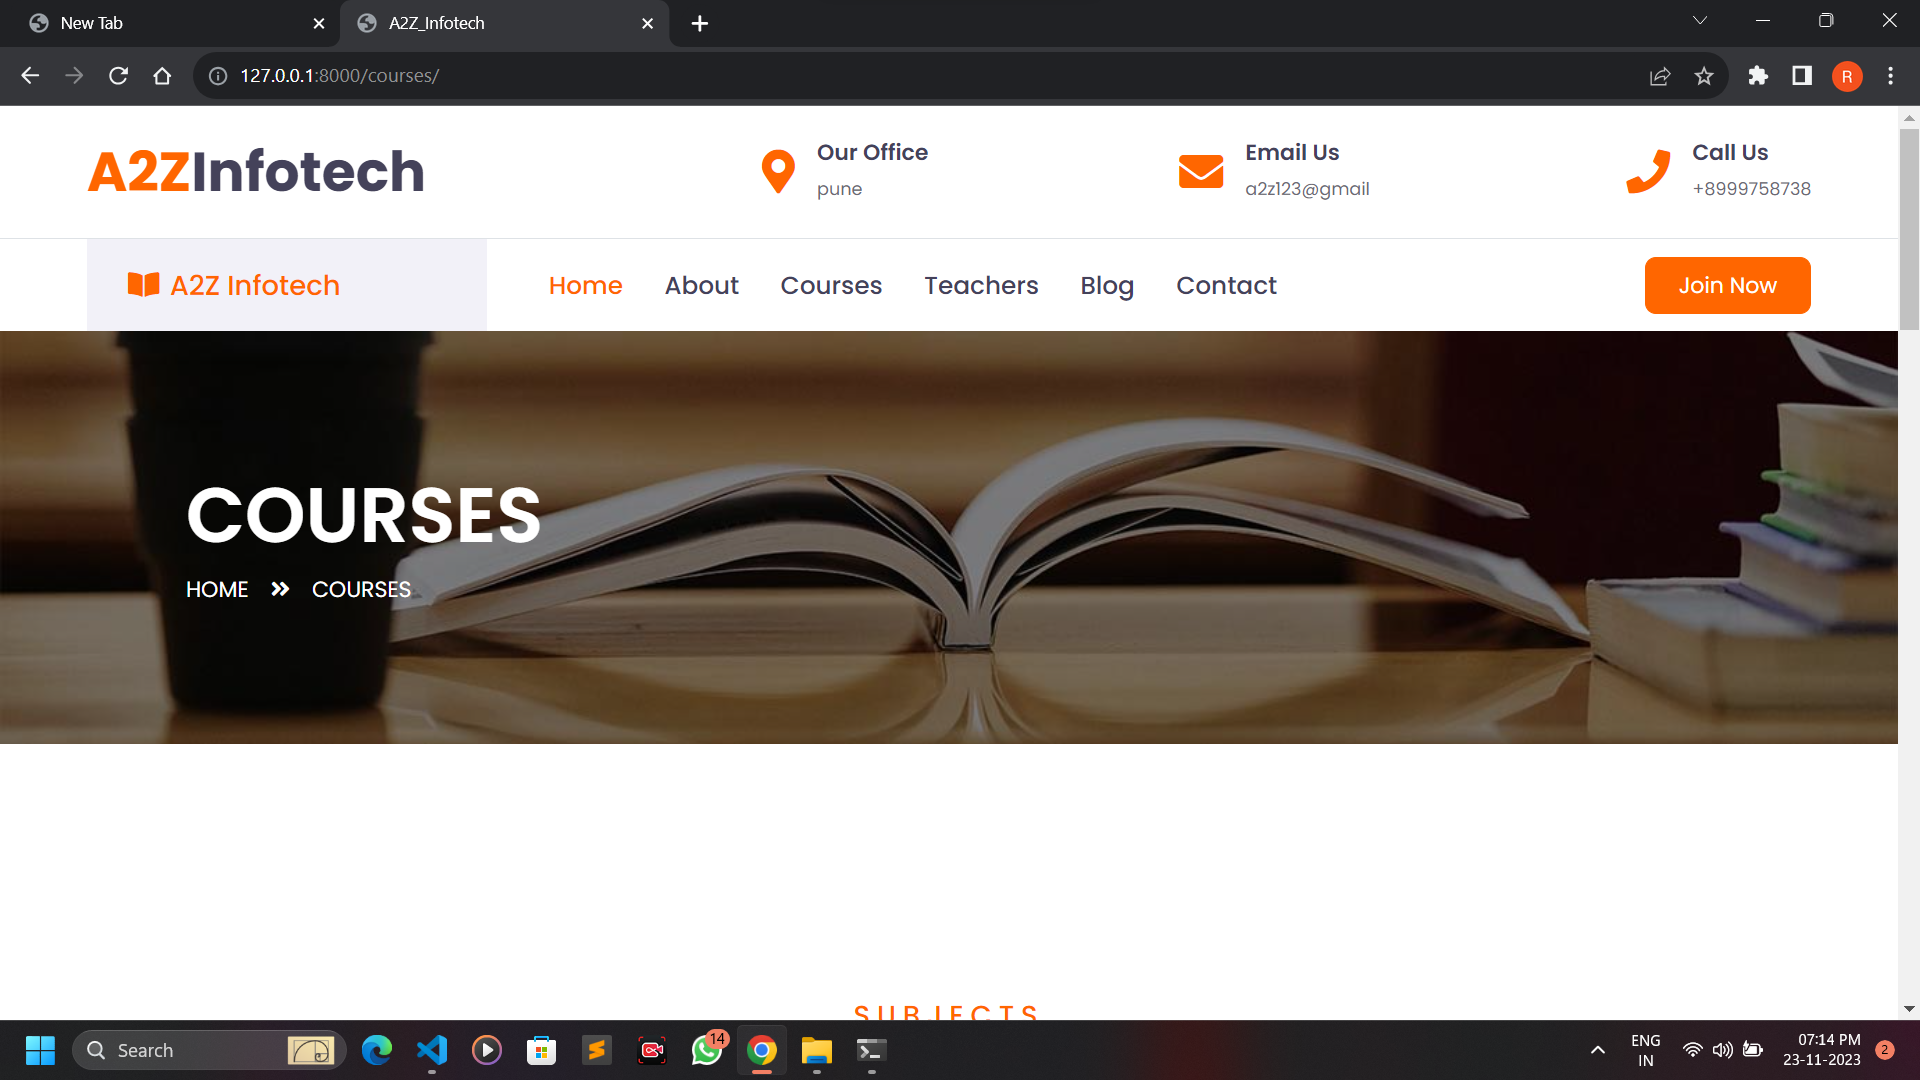 New Tab
A2Z_Infotech
127.0.0.1:8000/courses/
R
A2ZInfotech
Our Office
pune
Email Us
a2z123@gmail
Call Us
+8999758738
A2Z Infotech
Home
About
Courses
Teachers
Blog
Contact
Join Now
COURSES
HOME » COURSES
SUBJECTS
Search
14
ENG
IN
07:14 PM
23-11-2023
2